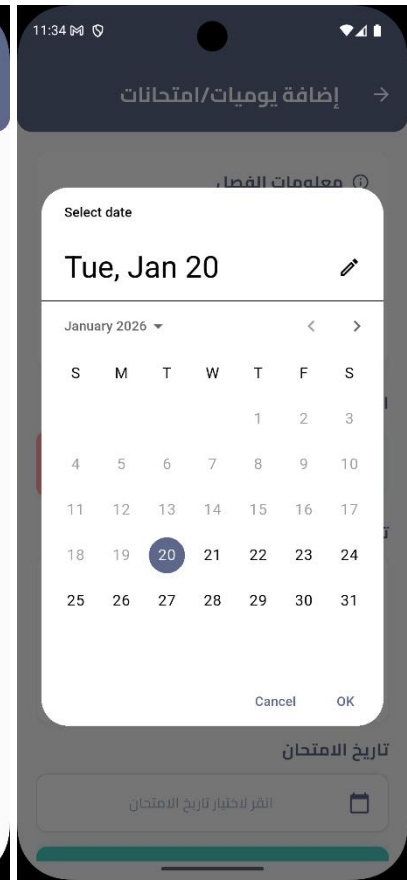 11:34
إضافة يوميات/امتحانات
معلومات الفصل
Select date
Tue, Jan 20
January 2026
S M T W T F S
1 2 3
4 5 6 7 8 9 10
11 12 13 14 15 16 17
18 19 20 21 22 23 24
25 26 27 28 29 30 31
Cancel OK
تاريخ الامتحان
انقر لاختيار تاريخ الامتحان